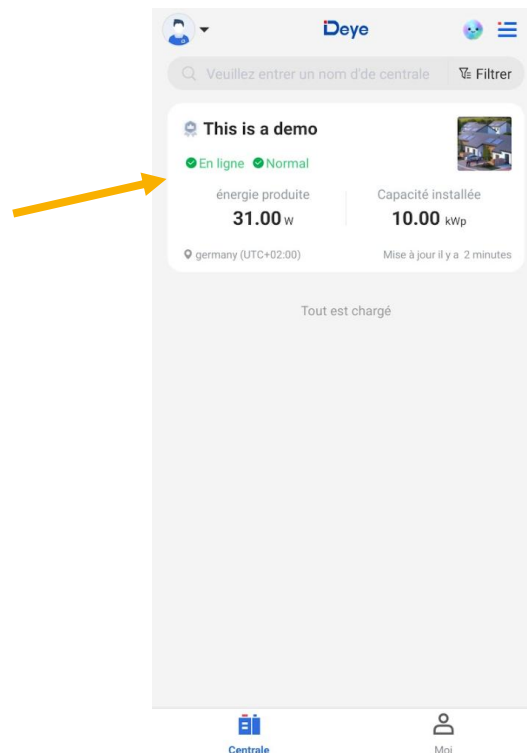 Deye
Veuillez entrer un nom d'de centrale Filtrer
This is a demo
En ligne Normal
énergie produite Capacité installée
31.00 W 10.00 kWp
germany (UTC+02:00) Mise à jour il y a 2 minutes
Tout est chargé
Centrale Moi